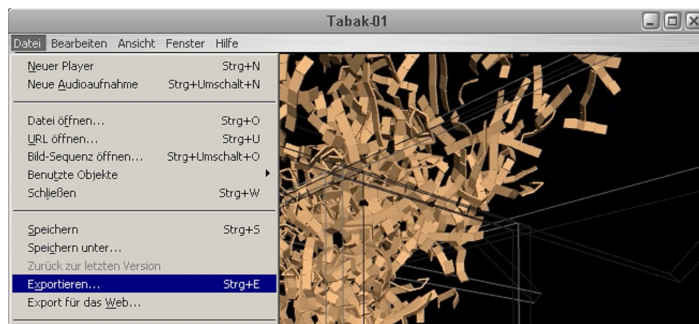 Tabak-01
Datei Bearbeiten Ansicht Fenster Hilfe
Neuer Player Strg+N
Neue Audioaufnahme Strg+Umschalt+N
Datei öffnen... Strg+O
URL öffnen... Strg+U
Bild-Sequenz öffnen... Strg+Umschalt+O
Benutzte Objekte
Schließen Strg+W
Speichern Strg+S
Speichern unter...
Zurück zur letzten Version
Exportieren... Strg+E
Export für das Web...